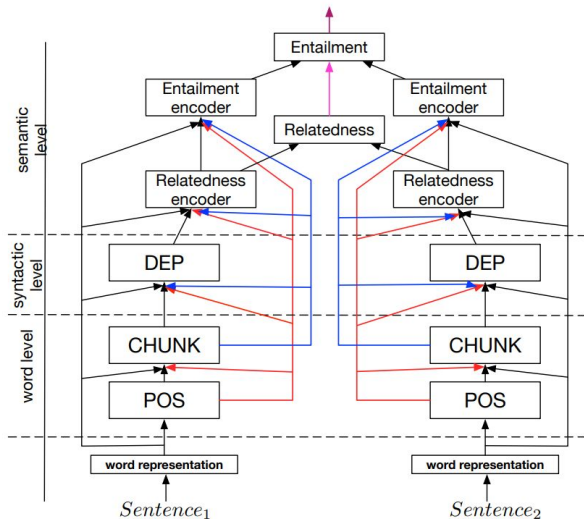 Entailment
Entailment
encoder
Entailment
encoder
Relatedness
Relatedness
encoder
Relatedness
encoder
DEP
DEP
CHUNK
CHUNK
POS
POS
word representation
word representation
Sentence₁
Sentence₂
semantic
level
syntactic
level
word level